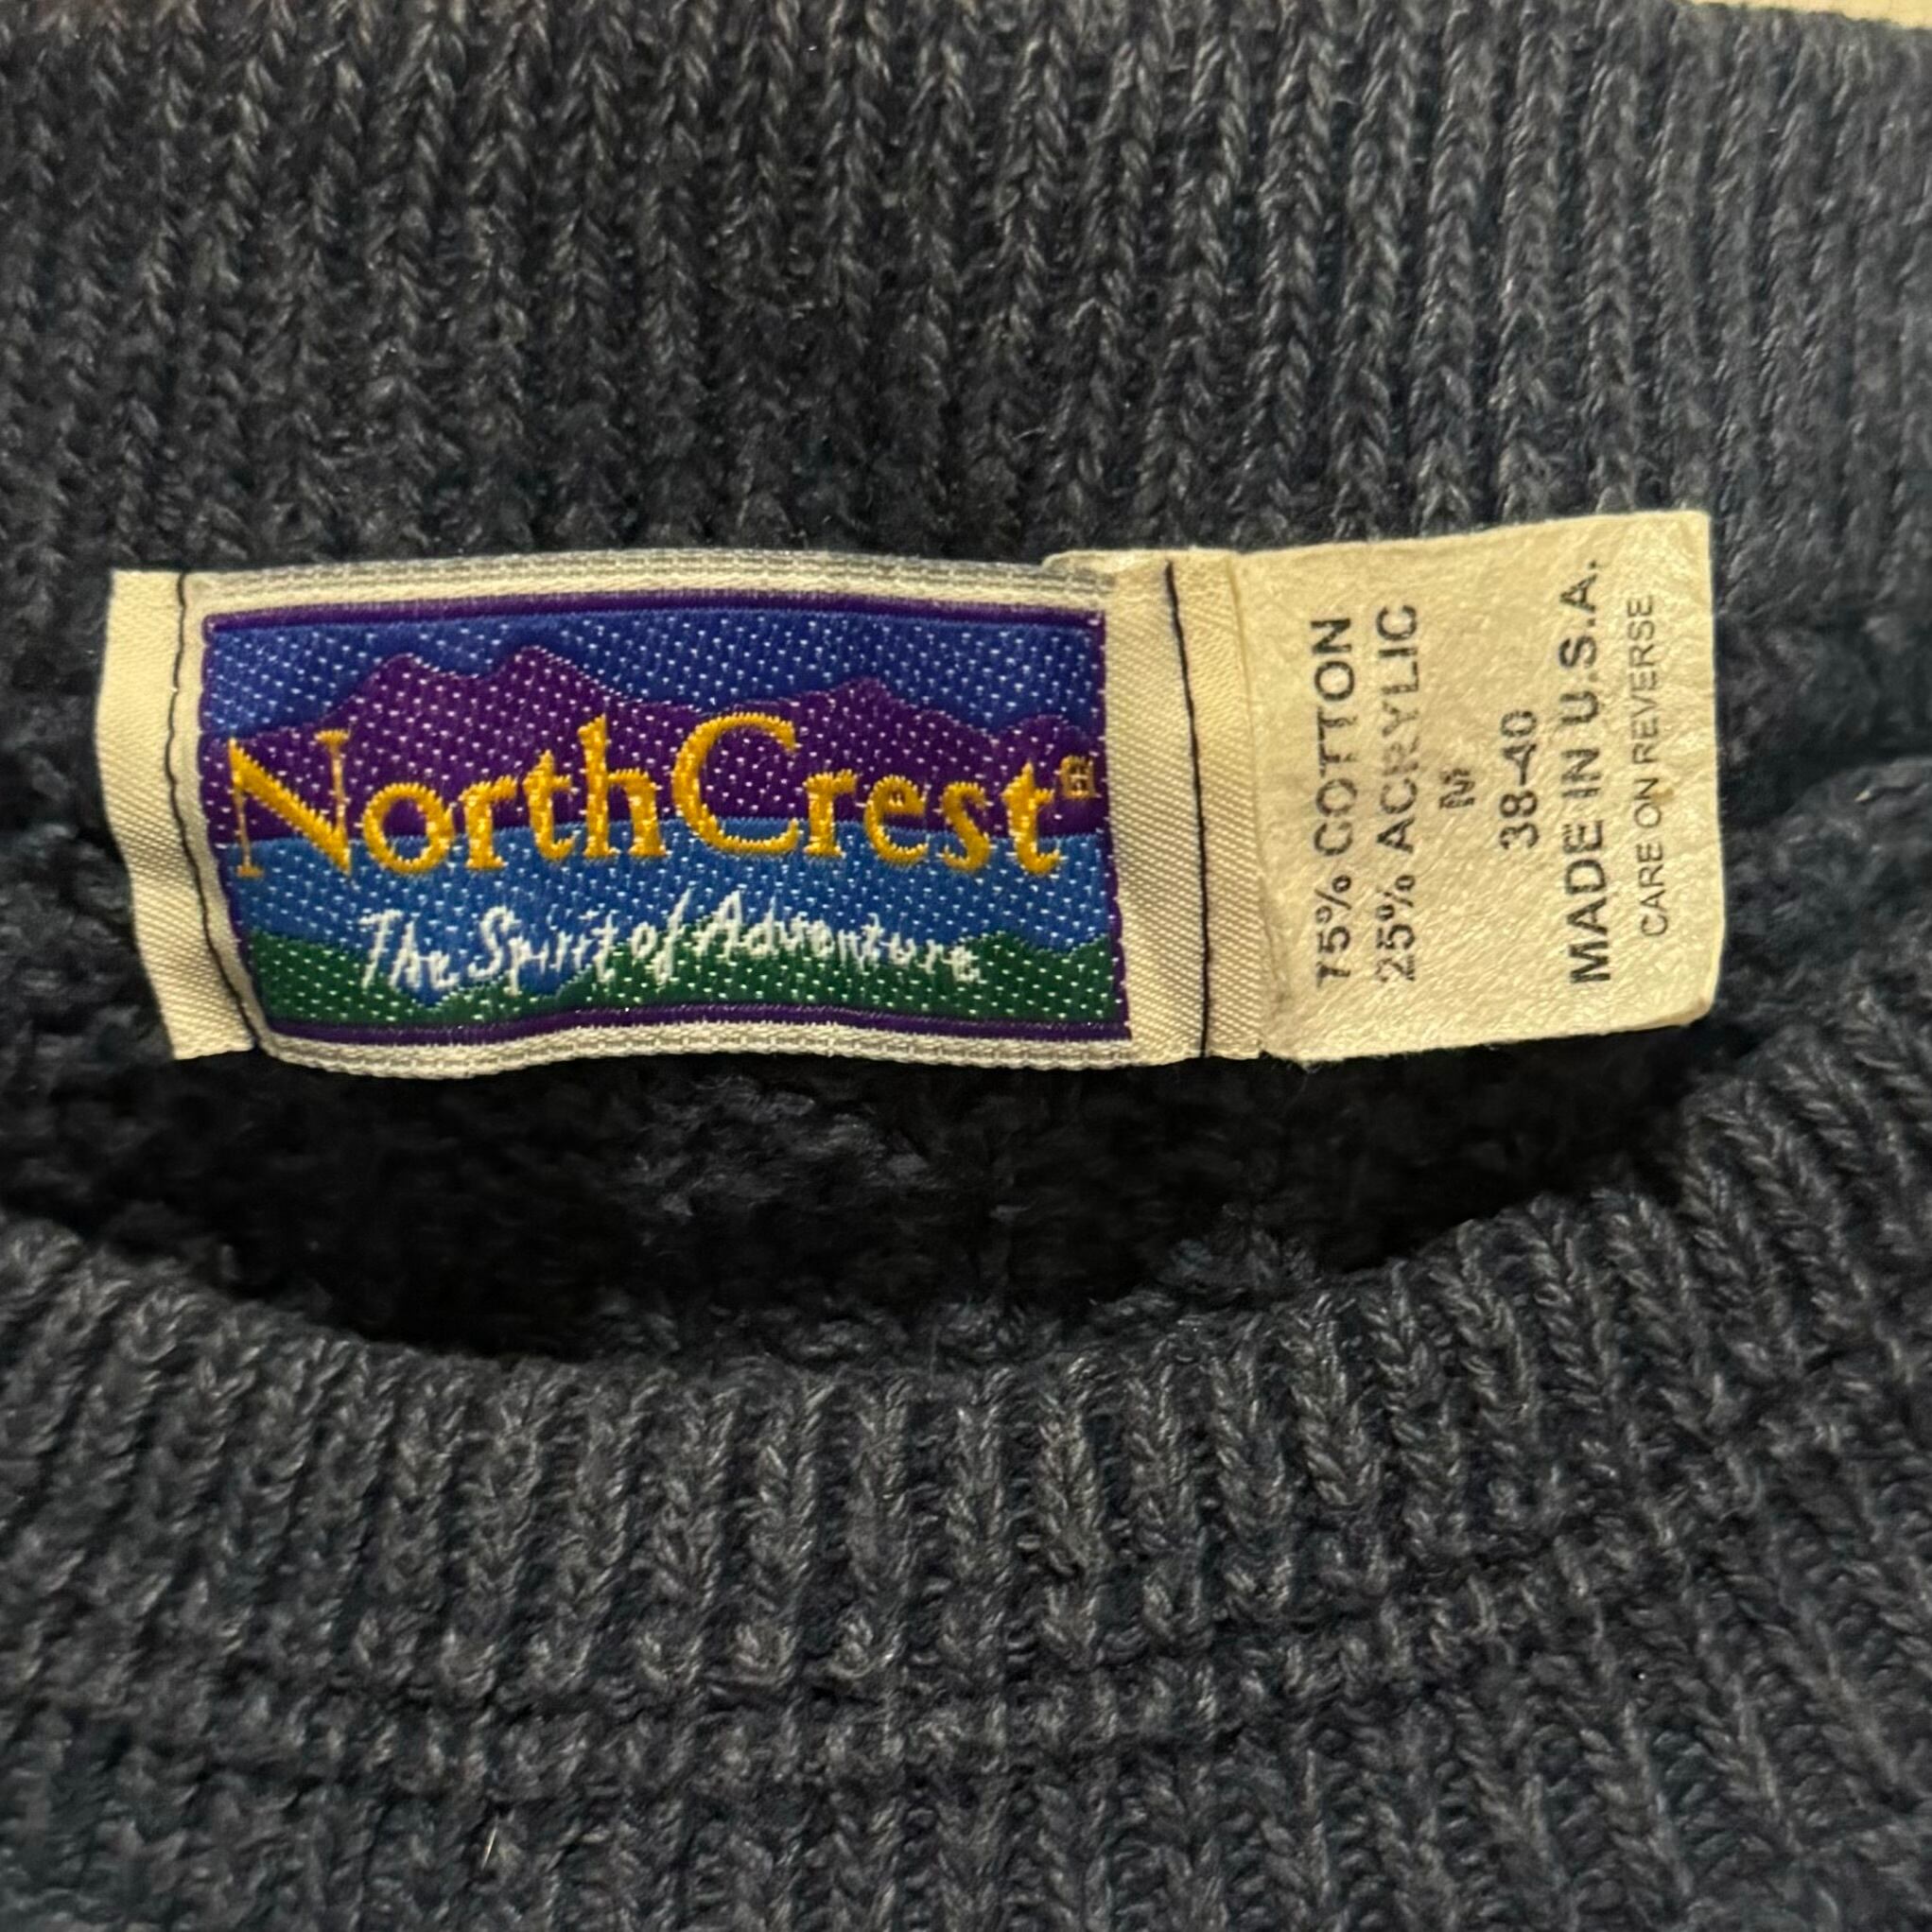 NorthCrest®
The Spirit of Adventure
75% COTTON
25% ACRYLIC
M
38-40
MADE IN U.S.A.
CARE ON REVERSE